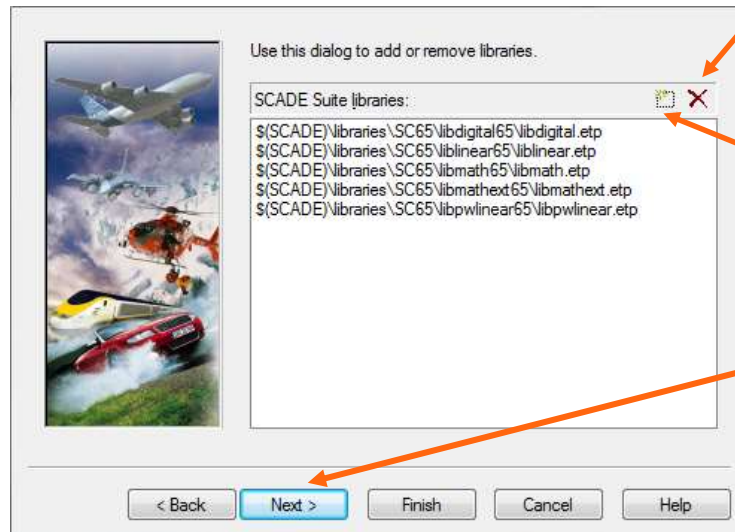 Use this dialog to add or remove libraries.
SCADE Suite libraries:
$(SCADE)\libraries\SC65\libdigital65\libdigital.etp
$(SCADE)\libraries\SC65\liblinear65\liblinear.etp
$(SCADE)\libraries\SC65\libmath65\libmath.etp
$(SCADE)\libraries\SC65\libmathext65\libmathext.etp
$(SCADE)\libraries\SC65\libpwlinear65\libpwlinear.etp
< Back Next > Finish Cancel Help